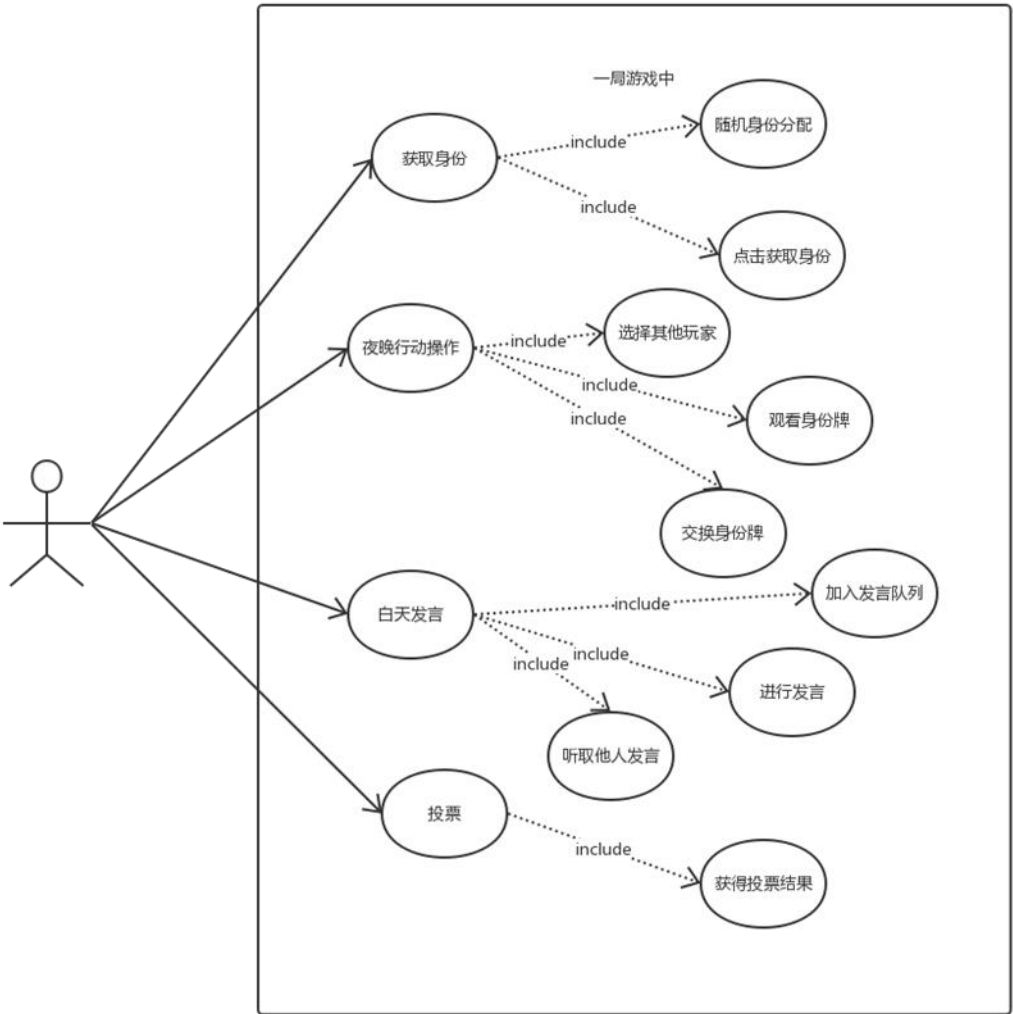 一局游戏中
随机身份分配
include
获取身份
include
点击获取身份
选择其他玩家
include
夜晚行动操作
include
include
观看身份牌
交换身份牌
加入发言队列
include
白天发言
include
include
进行发言
听取他人发言
投票
include
获得投票结果